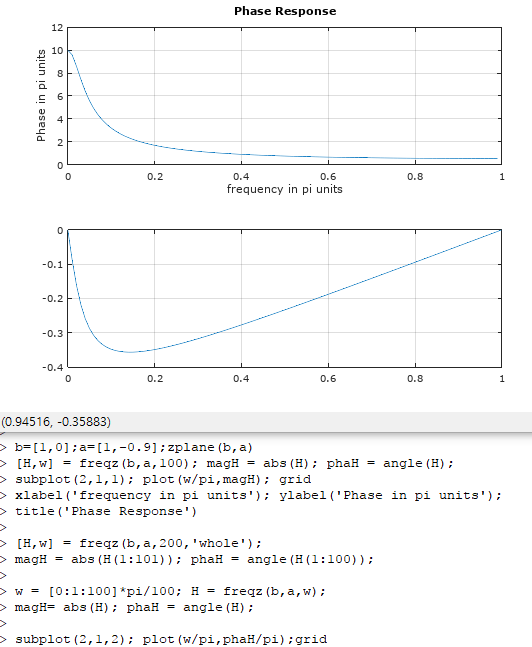 Phase Response
12
10
8
6
4
2
0
Phase in pi units
0 0.2 0.4 0.6 0.8 1
frequency in pi units
0
-0.1
-0.2
-0.3
-0.4
0 0.2 0.4 0.6 0.8 1
(0.94516, -0.35883)
>
> b=[1,0];a=[1,-0.9];zplane(b,a)
> [H,w] = freqz(b,a,100); magH = abs(H); phaH = angle(H);
> subplot(2,1,1); plot(w/pi,magH); grid
> xlabel('frequency in pi units'); ylabel('Phase in pi units');
> title('Phase Response')
>
> [H,w] = freqz(b,a,200,'whole');
> magH = abs(H(1:101)); phaH = angle(H(1:100));
>
> w = [0:1:100]*pi/100; H = freqz(b,a,w);
> magH= abs(H); phaH = angle(H);
>
> subplot(2,1,2); plot(w/pi,phaH/pi);grid